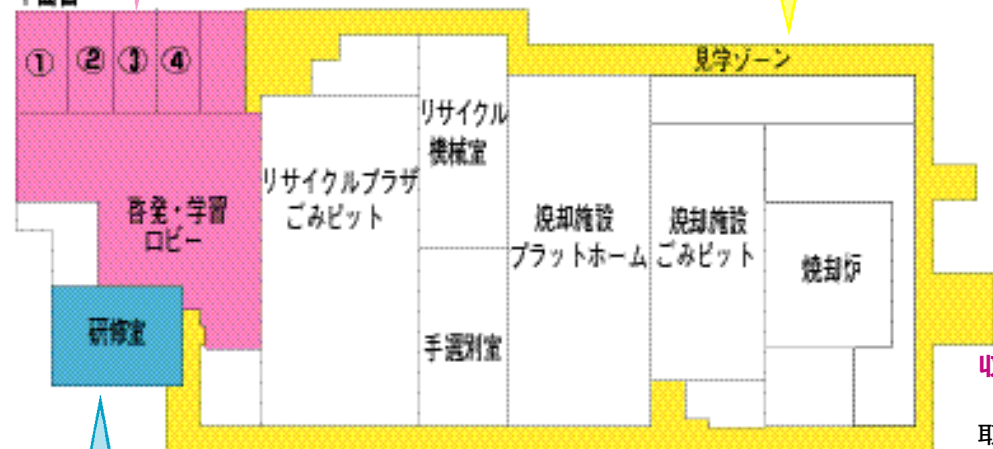 ① ② ③ ④
見学ゾーン
リサイクル
機械室
リサイクルプラザ
ごみピット
啓発・学習
ロビー
焼却施設
プラットホーム
焼却施設
ごみピット
焼却炉
研修室
手選別室